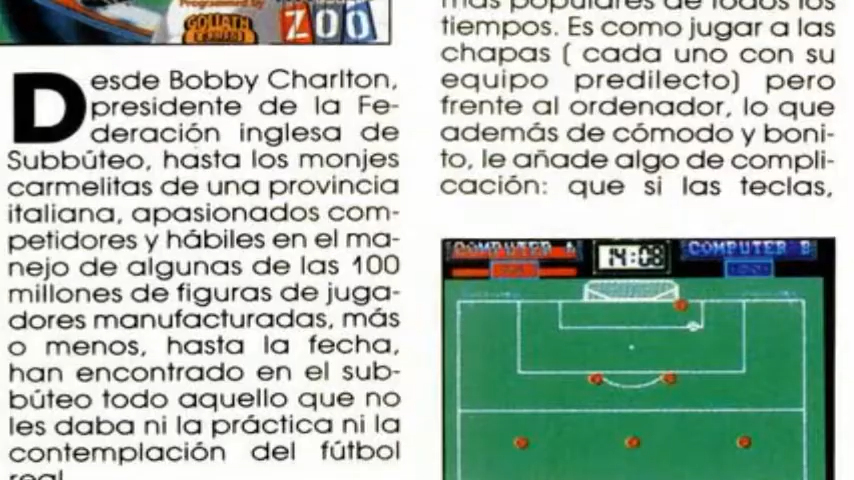 Programmed by
GOLIATH
GAMES
ZOO
Desde Bobby Charlton,
presidente de la Fe-
deración inglesa de
Subbúteo, hasta los monjes
carmelitas de una provincia
italiana, apasionados com-
petidores y hábiles en el ma-
nejo de algunas de las 100
millones de figuras de juga-
dores manufacturadas, más
o menos, hasta la fecha,
han encontrado en el sub-
búteo todo aquello que no
les daba ni la práctica ni la
contemplación del fútbol
real
más populares de todos los
tiempos. Es como jugar a las
chapas ( cada uno con su
equipo predilecto) pero
frente al ordenador, lo que
además de cómodo y boni-
to, le añade algo de compli-
cación: que si las teclas,
COMPUTER A
14:08
COMPUTER B